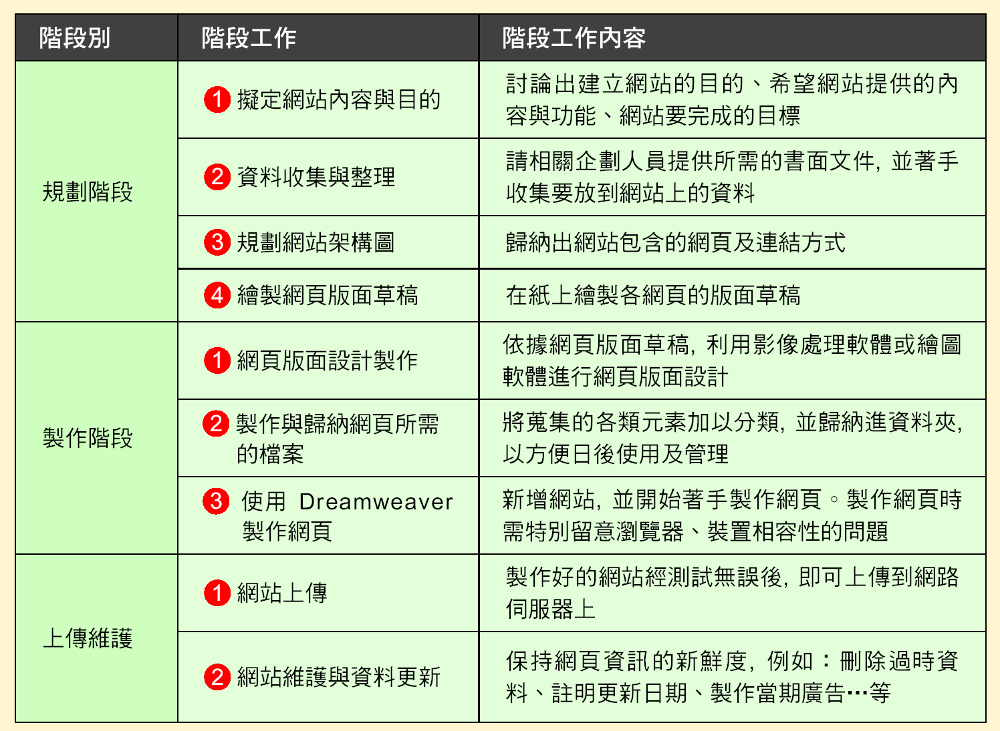 階段別 階段工作 階段工作內容
規劃階段
❶ 擬定網站內容與目的
討論出建立網站的目的、希望網站提供的內
容與功能、網站要完成的目標
❷ 資料收集與整理
請相關企劃人員提供所需的書面文件, 並著手
收集要放到網站上的資料
❸ 規劃網站架構圖
歸納出網站包含的網頁及連結方式
❹ 繪製網頁版面草稿
在紙上繪製各網頁的版面草稿
製作階段
❶ 網頁版面設計製作
依據網頁版面草稿, 利用影像處理軟體或繪圖
軟體進行網頁版面設計
❷ 製作與歸納網頁所需
的檔案
將蒐集的各類元素加以分類, 並歸納進資料夾,
以方便日後使用及管理
❸ 使用 Dreamweaver
製作網頁
新增網站, 並開始著手製作網頁。製作網頁時
需特別留意瀏覽器、裝置相容性的問題
上傳維護
❶ 網站上傳
製作好的網站經測試無誤後, 即可上傳到網路
伺服器上
❷ 網站維護與資料更新
保持網頁資訊的新鮮度, 例如：刪除過時資
料、註明更新日期、製作當期廣告…等